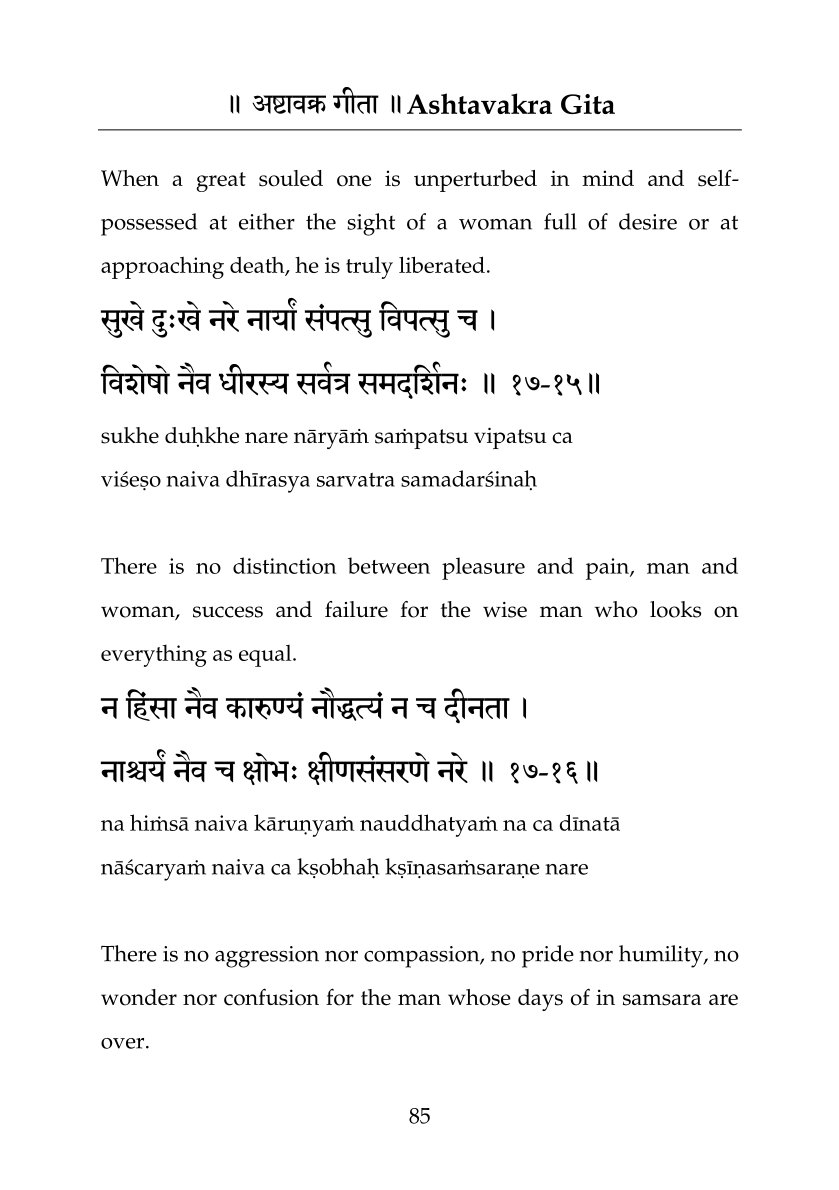 ॥ अष्टावक्र गीता ॥ Ashtavakra Gita
When a great souled one is unperturbed in mind and self-
possessed at either the sight of a woman full of desire or at
approaching death, he is truly liberated.
सुखे दुःखे नरे नार्यां संपत्सु विपत्सु च ।
विशेषो नैव धीरस्य सर्वत्र समदर्शिनः ॥ १७-१५॥
sukhe duḥkhe nare nāryāṁ saṁpatsu vipatsu ca
viśeṣo naiva dhīrasya sarvatra samadarśinaḥ
There is no distinction between pleasure and pain, man and
woman, success and failure for the wise man who looks on
everything as equal.
न हिंसा नैव कारुण्यं नौद्धत्यं न च दीनता ।
नाश्चर्यं नैव च क्षोभः क्षीणसंसरणे नरे ॥ १७-१६॥
na hiṁsā naiva kāruṇyaṁ nauddhatyaṁ na ca dīnatā
nāścaryaṁ naiva ca kṣobhaḥ kṣīṇasaṁsaraṇe nare
There is no aggression nor compassion, no pride nor humility, no
wonder nor confusion for the man whose days of in samsara are
over.
85